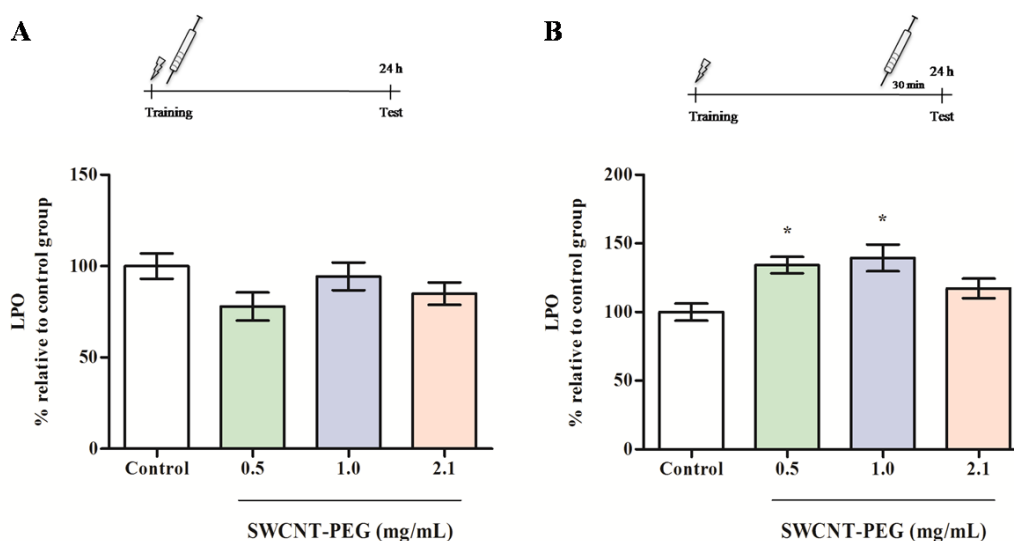 A
24 h
Training
Test
150
100
50
0
LPO
% relative to control group
Control
0.5
1.0
2.1
SWCNT-PEG (mg/mL)
B
24 h
30 min
Training
Test
200
150
100
50
0
LPO
% relative to control group
*
*
Control
0.5
1.0
2.1
SWCNT-PEG (mg/mL)